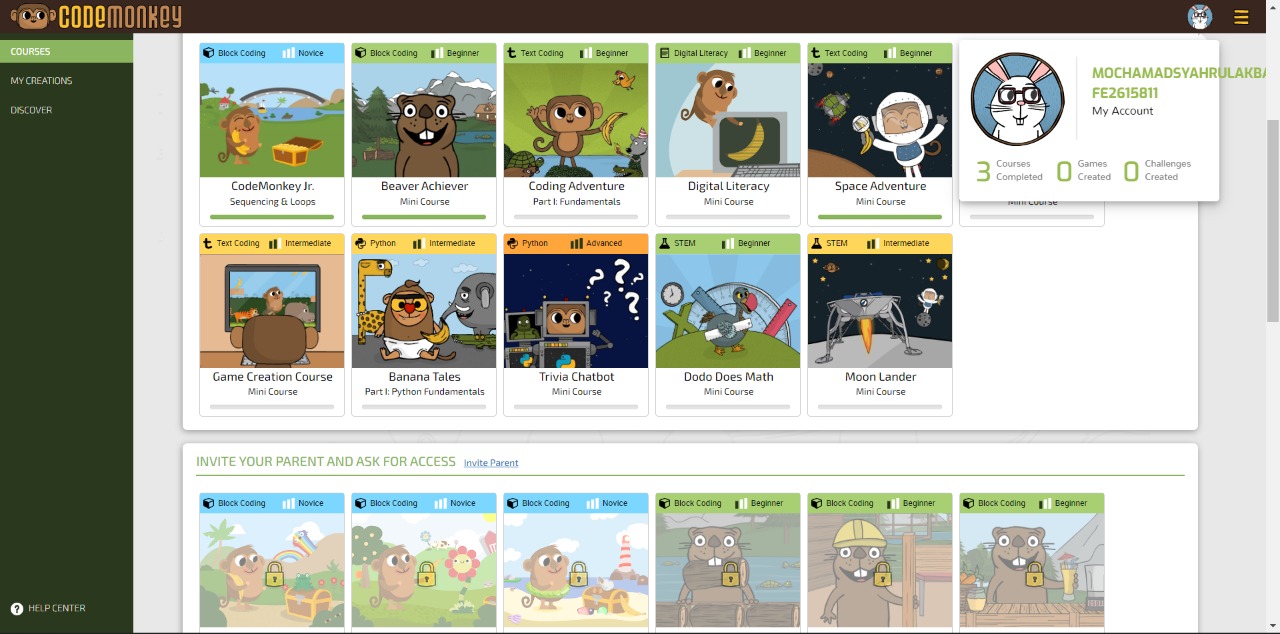 CODEMONKEY
COURSES
MY CREATIONS
DISCOVER
HELP CENTER
MOCHAMADSYAHRULAKBA
FE2615811
My Account
3 Courses Completed
0 Games Created
0 Challenges Created
Block Coding Novice
CodeMonkey Jr.
Sequencing & Loops
Block Coding Beginner
Beaver Achiever
Mini Course
Text Coding Beginner
Coding Adventure
Part I: Fundamentals
Digital Literacy Beginner
Digital Literacy
Mini Course
Text Coding Beginner
Space Adventure
Mini Course
Mini Course
Text Coding Intermediate
Game Creation Course
Mini Course
Python Intermediate
Banana Tales
Part I: Python Fundamentals
Python Advanced
? ? ? ?
Trivia Chatbot
Mini Course
STEM Beginner
Dodo Does Math
Mini Course
STEM Intermediate
Moon Lander
Mini Course
INVITE YOUR PARENT AND ASK FOR ACCESS Invite Parent
Block Coding Novice
Block Coding Novice
Block Coding Novice
Block Coding Beginner
Block Coding Beginner
Block Coding Beginner